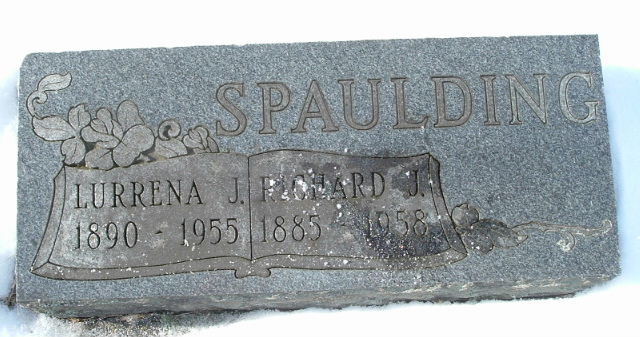 SPAULDING
LURRENA J. RICHARD J.
1890 - 1955 1885 - 1958